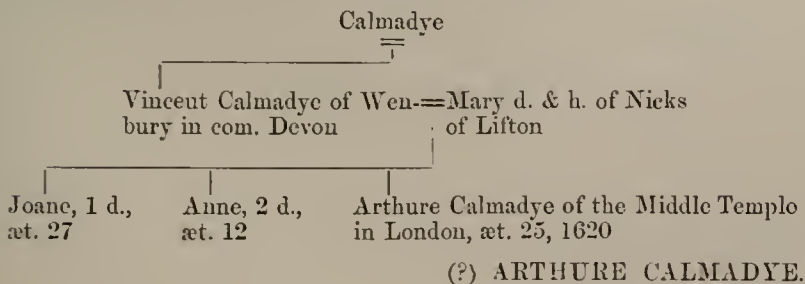 Calmadye
Vincent Calmadye of Wen-=Mary d. & h. of Nicks
bury in com. Devon of Lifton
Joane, 1 d., Anne, 2 d., Arthure Calmadye of the Middle Temple
æt. 27 æt. 12 in London, æt. 25, 1620
(?) ARTHURE CALMADYE.